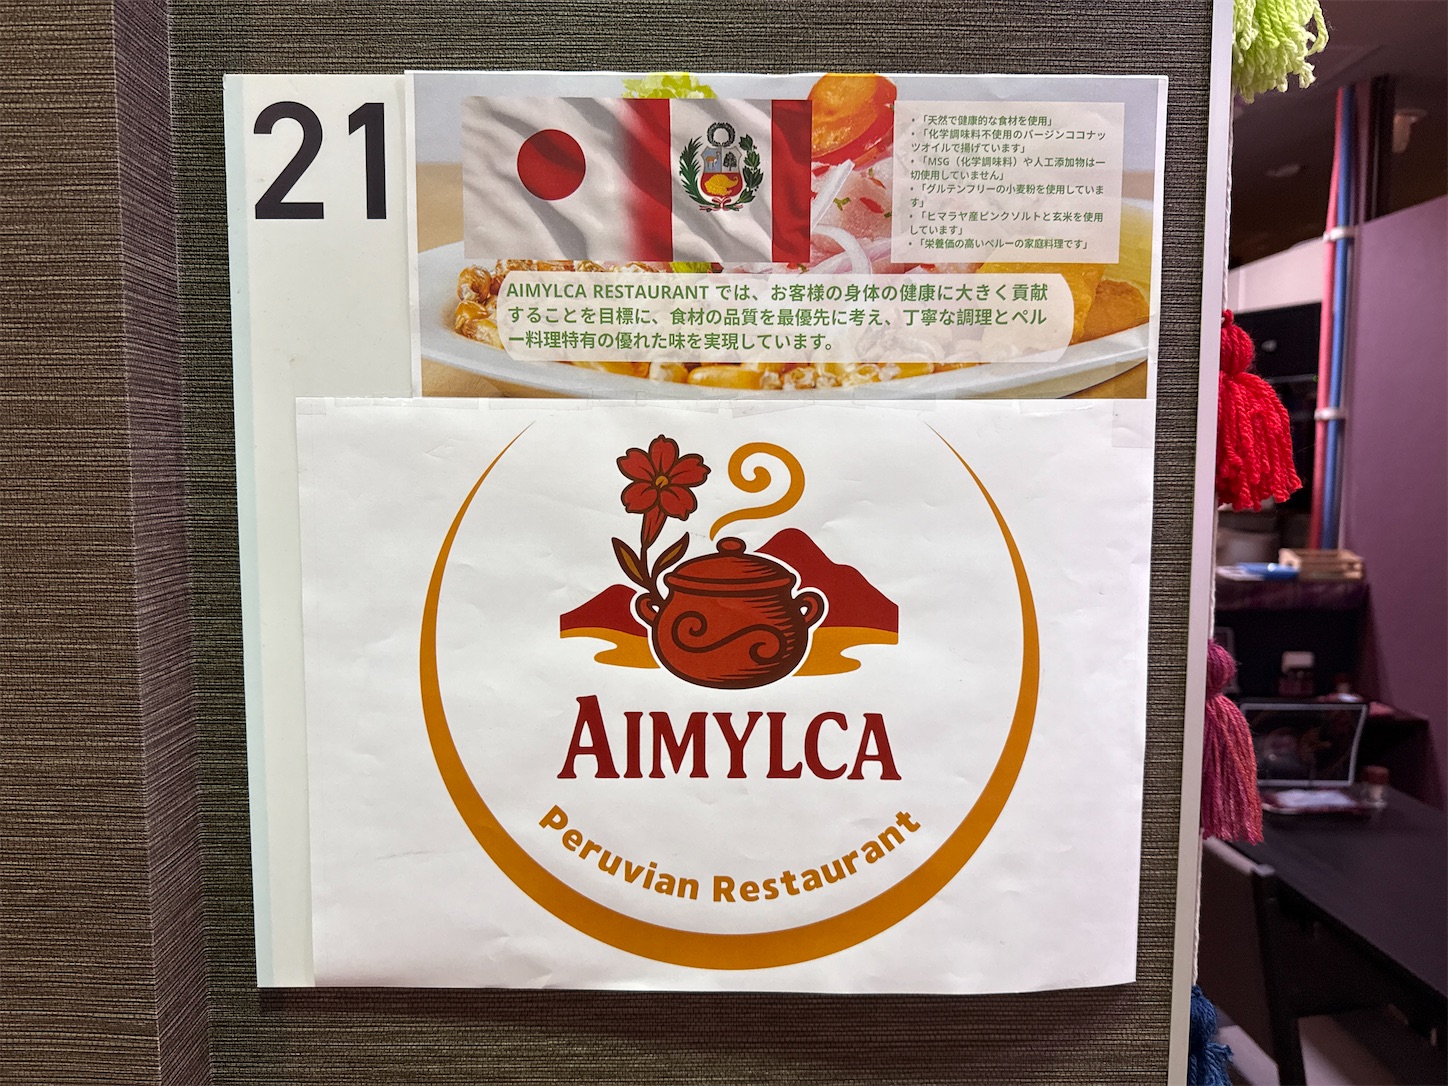 21
・「天然で健康的な食材を使用」
・「化学調味料不使用のバージンココナッ
ツオイルで揚げています」
・「MSG（化学調味料）や人工添加物は一
切使用していません」
・「グルテンフリーの小麦粉を使用していま
す」
・「ヒマラヤ産ピンクソルトと玄米を使用
しています」
・「栄養価の高いペルーの家庭料理です」
AIMYLCA RESTAURANT では、お客様の身体の健康に大きく貢献
することを目標に、食材の品質を最優先に考え、丁寧な調理とペル
ー料理特有の優れた味を実現しています。
AIMYLCA
Peruvian Restaurant